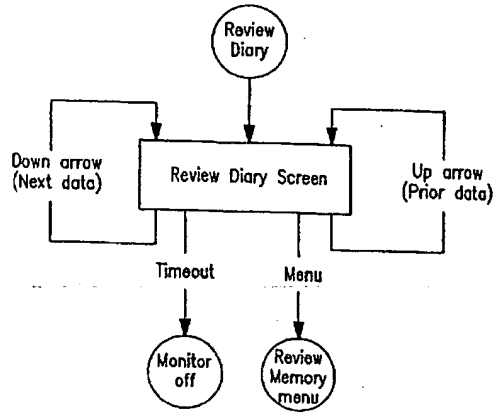 Review
Diary
Down arrow
(Next data)
Review Diary Screen
Up arrow
(Prior data)
Timeout
Menu
Monitor
off
Review
Memory
menu